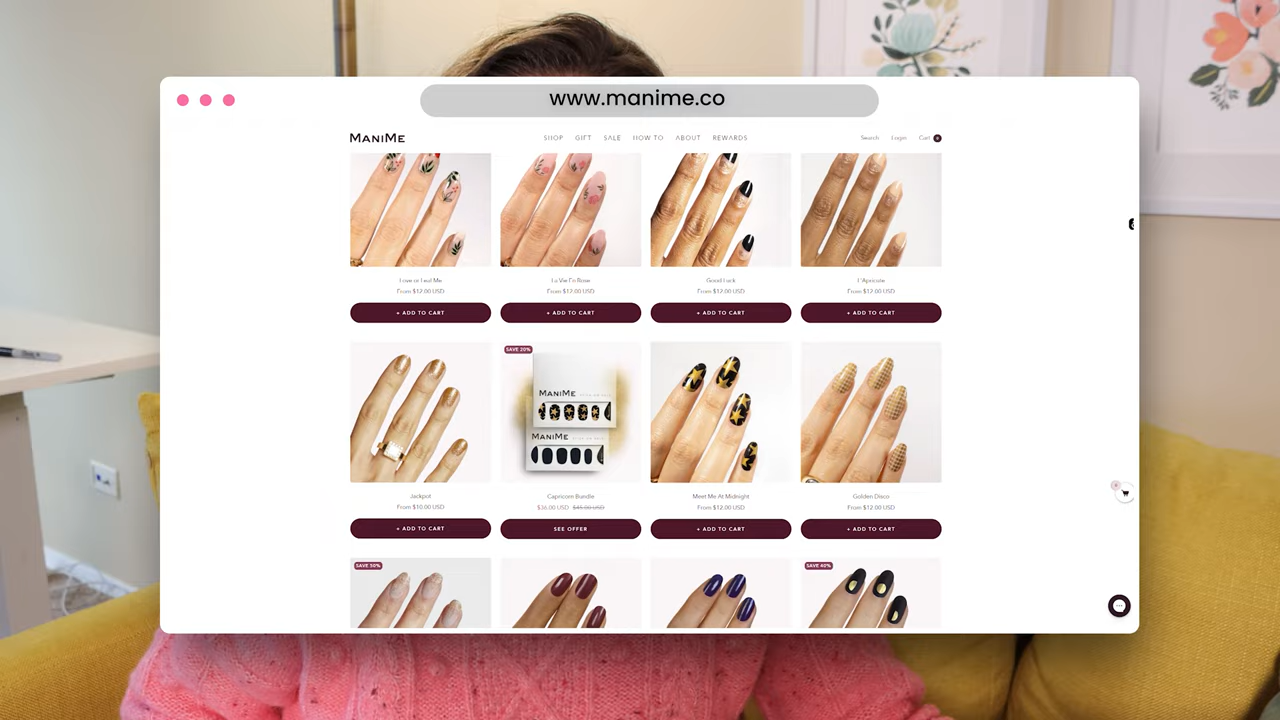 www.manime.co
MANIME
SHOP GIFT SALE HOW TO ABOUT REWARDS
Search Login Cart
Love or Leaf Me
La Vie En Rose
Good Luck
L'Apricate
From $12.00 USD
From $12.00 USD
From $12.00 USD
From $12.00 USD
+ ADD TO CART
+ ADD TO CART
+ ADD TO CART
+ ADD TO CART
SAVE 20%
MANIME
MANIME
Jackpot
Capricorn Bundle
Meet Me At Midnight
Golden Disco
From $10.00 USD
$36.00 USD $45.00 USD
From $12.00 USD
From $12.00 USD
+ ADD TO CART
SEE OFFER
+ ADD TO CART
+ ADD TO CART
SAVE 30%
SAVE 40%